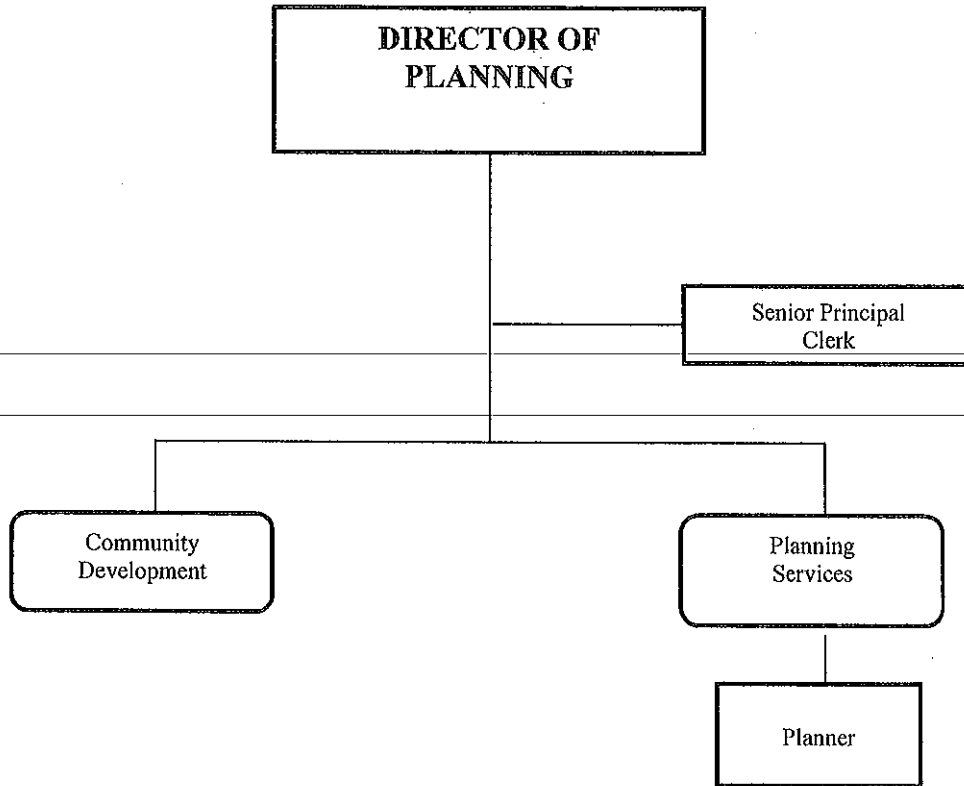 DIRECTOR OF
PLANNING
Senior Principal
Clerk
Community
Development
Planning
Services
Planner